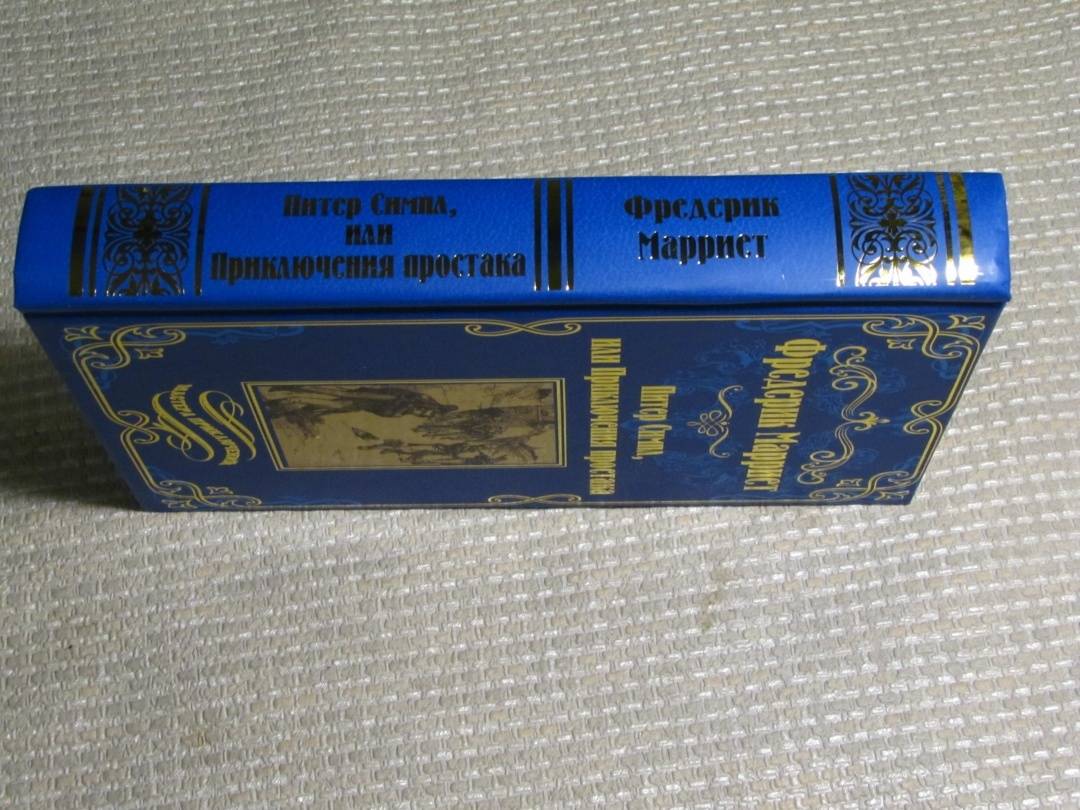 Питер Симпл,
или
Приключения простака
Фредерик
Марриет
Фредерик Марриет
Питер Симпл,
или Приключения простака